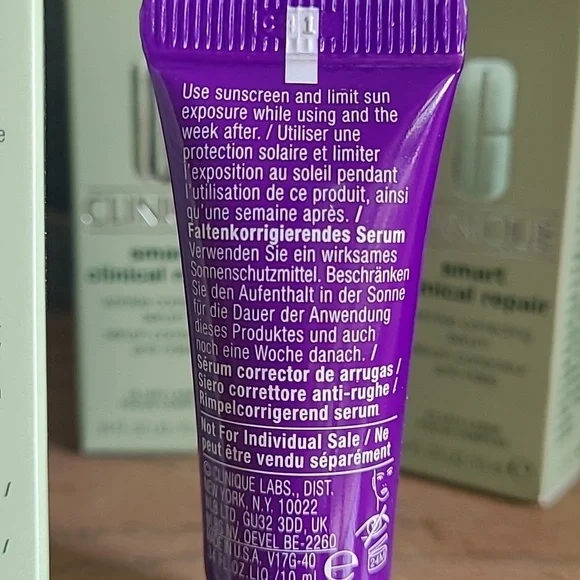 Use sunscreen and limit sun
exposure while using and the
week after. / Utiliser une
protection solaire et limiter
l'exposition au soleil pendant
l'utilisation de ce produit, ainsi
qu'une semaine après. /
Faltenkorrigierendes Serum
Verwenden Sie ein wirksames
Sonnenschutzmittel. Beschränken
Sie den Aufenthalt in der Sonne
für die Dauer der Anwendung
dieses Produktes und auch
noch eine Woche danach. /
Sérum corrector de arrugas /
Siero correttore anti-rughe /
Rimpelcorrigerend serum
Not For Individual Sale / Ne
peut être vendu séparément
© CLINIQUE LABS., DIST.
NEW YORK, N.Y. 10022
LTD, GU32 3DD, UK
OEVEL BE-2260
U.S.A. V17G-40
10 ml
24M
smart
clinical repair